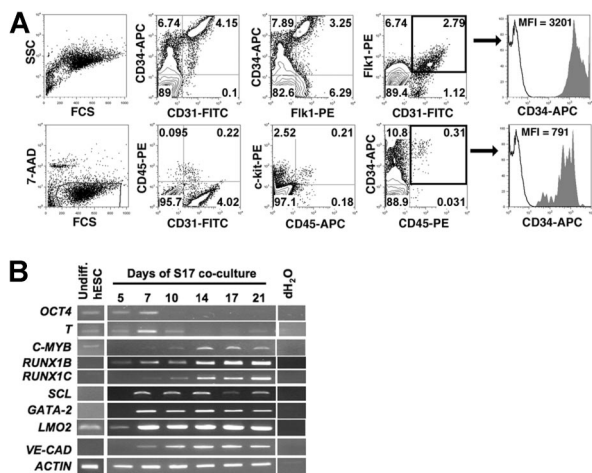 A
SSC
FCS
6.74 4.15
CD34-APC
89 0.1
CD31-FITC
7.89 3.25
CD34-APC
82.6 6.29
Flk1-PE
6.74 2.79
Flk1-PE
89.4 1.12
CD31-FITC
MFI = 3201
CD34-APC
7-AAD
FCS
0.095 0.22
CD45-PE
95.7 4.02
CD31-FITC
2.52 0.21
c-kit-PE
97.1 0.18
CD45-APC
10.8 0.31
CD34-APC
88.9 0.031
CD45-PE
MFI = 791
CD34-APC
B
Undiff.
hESC
Days of S17 co-culture
5 7 10 14 17 21
dH2O
OCT4
T
C-MYB
RUNX1B
RUNX1C
SCL
GATA-2
LMO2
VE-CAD
ACTIN